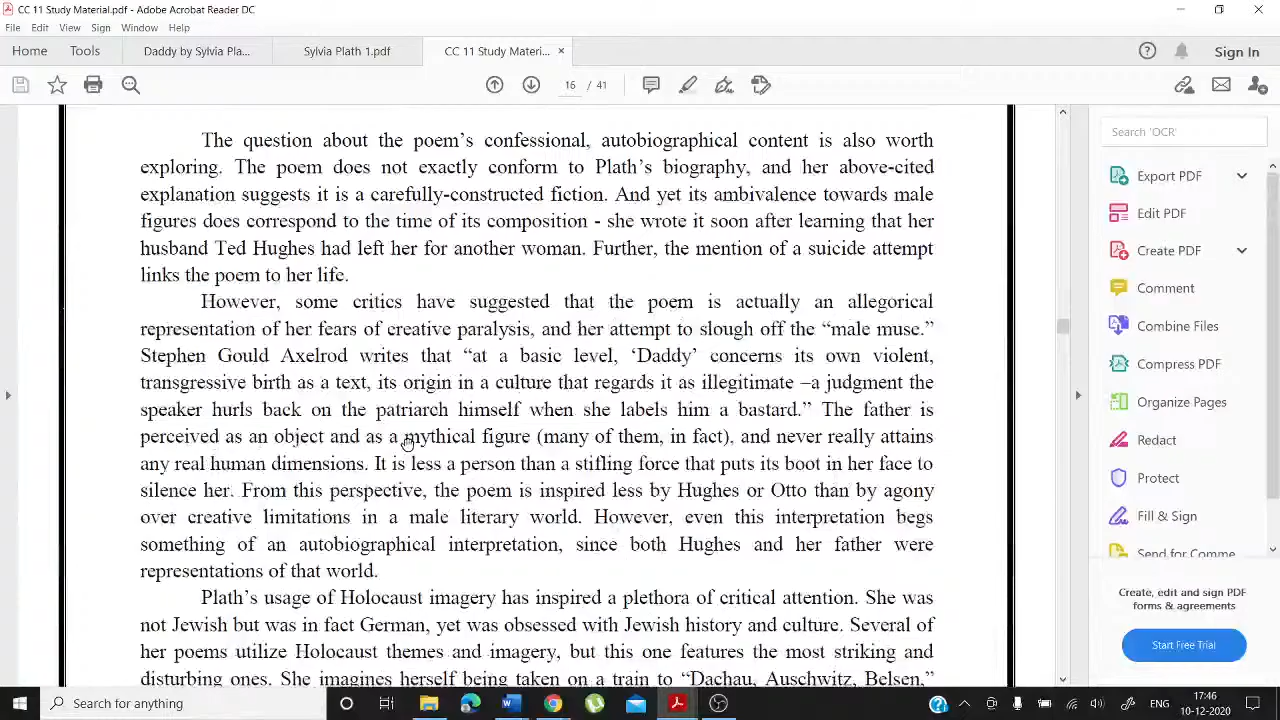 CC 11 Study Material.pdf - Adobe Acrobat Reader DC
File Edit View Sign Window Help
Home Tools Daddy by Sylvia Pla... Sylvia Plath 1.pdf CC 11 Study Materi... × Sign In
16 / 41
The question about the poem's confessional, autobiographical content is also worth
exploring. The poem does not exactly conform to Plath's biography, and her above-cited
explanation suggests it is a carefully-constructed fiction. And yet its ambivalence towards male
figures does correspond to the time of its composition - she wrote it soon after learning that her
husband Ted Hughes had left her for another woman. Further, the mention of a suicide attempt
links the poem to her life.
However, some critics have suggested that the poem is actually an allegorical
representation of her fears of creative paralysis, and her attempt to slough off the “male muse.”
Stephen Gould Axelrod writes that “at a basic level, ‘Daddy’ concerns its own violent,
transgressive birth as a text, its origin in a culture that regards it as illegitimate –a judgment the
speaker hurls back on the patriarch himself when she labels him a bastard.” The father is
perceived as an object and as a mythical figure (many of them, in fact), and never really attains
any real human dimensions. It is less a person than a stifling force that puts its boot in her face to
silence her. From this perspective, the poem is inspired less by Hughes or Otto than by agony
over creative limitations in a male literary world. However, even this interpretation begs
something of an autobiographical interpretation, since both Hughes and her father were
representations of that world.
Plath's usage of Holocaust imagery has inspired a plethora of critical attention. She was
not Jewish but was in fact German, yet was obsessed with Jewish history and culture. Several of
her poems utilize Holocaust themes and imagery, but this one features the most striking and
disturbing ones. She imagines herself being taken on a train to “Dachau, Auschwitz, Belsen,”
Search 'OCR'
Export PDF
Edit PDF
Create PDF
Comment
Combine Files
Compress PDF
Organize Pages
Redact
Protect
Fill & Sign
Send for Comme
Create, edit and sign PDF
forms & agreements
Start Free Trial
Search for anything
ENG
17:46
10-12-2020